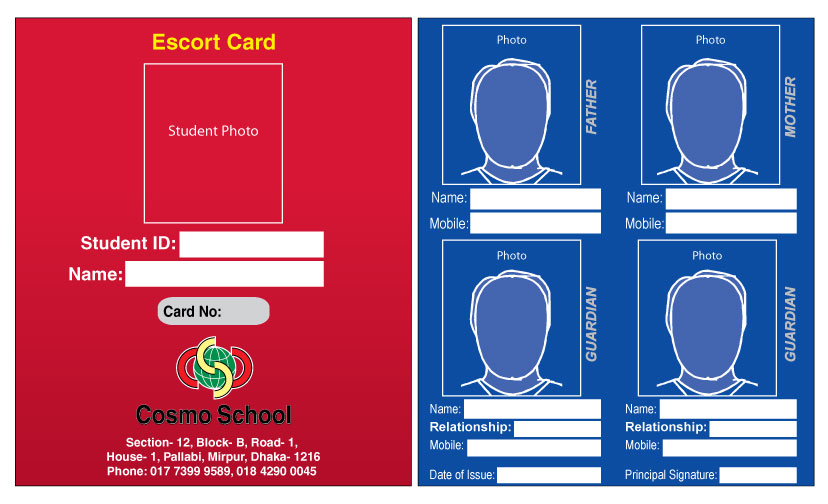 Escort Card
Student Photo
Student ID:
Name:
Card No:
Cosmo School
Section- 12, Block- B, Road- 1,
House- 1, Pallabi, Mirpur, Dhaka- 1216
Phone: 017 7399 9589, 018 4290 0045
Photo
FATHER
Name:
Mobile:
Photo
MOTHER
Name:
Mobile:
Photo
GUARDIAN
Name:
Relationship:
Mobile:
Photo
GUARDIAN
Name:
Relationship:
Mobile:
Date of Issue:
Principal Signature: